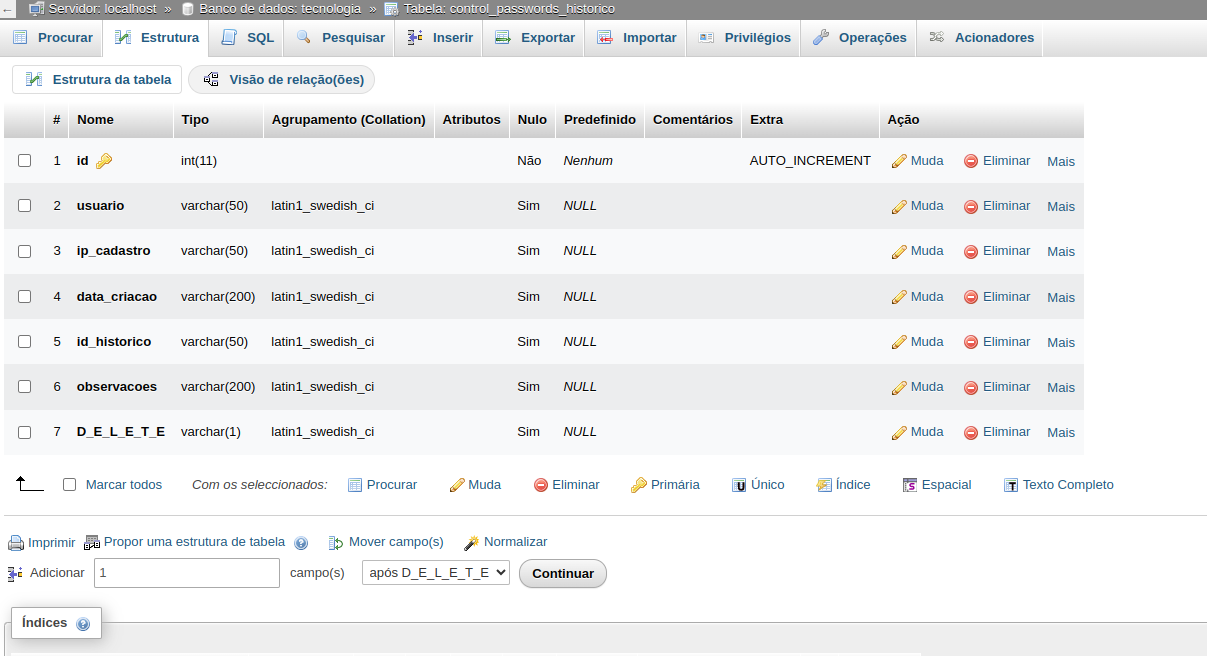 ← Servidor: localhost » Banco de dados: tecnologia » Tabela: control_passwords_historico
Procurar Estrutura SQL Pesquisar Inserir Exportar Importar Privilégios Operações Acionadores
Estrutura da tabela Visão de relação(ões)
# Nome Tipo Agrupamento (Collation) Atributos Nulo Predefinido Comentários Extra Ação
1 id int(11) Não Nenhum AUTO_INCREMENT Muda Eliminar Mais
2 usuario varchar(50) latin1_swedish_ci Sim NULL Muda Eliminar Mais
3 ip_cadastro varchar(50) latin1_swedish_ci Sim NULL Muda Eliminar Mais
4 data_criacao varchar(200) latin1_swedish_ci Sim NULL Muda Eliminar Mais
5 id_historico varchar(50) latin1_swedish_ci Sim NULL Muda Eliminar Mais
6 observacoes varchar(200) latin1_swedish_ci Sim NULL Muda Eliminar Mais
7 D_E_L_E_T_E varchar(1) latin1_swedish_ci Sim NULL Muda Eliminar Mais
Marcar todos Com os seleccionados: Procurar Muda Eliminar Primária Único Índice Espacial Texto Completo
Imprimir Propor uma estrutura de tabela Mover campo(s) Normalizar
Adicionar 1 campo(s) após D_E_L_E_T_E Continuar
Índices